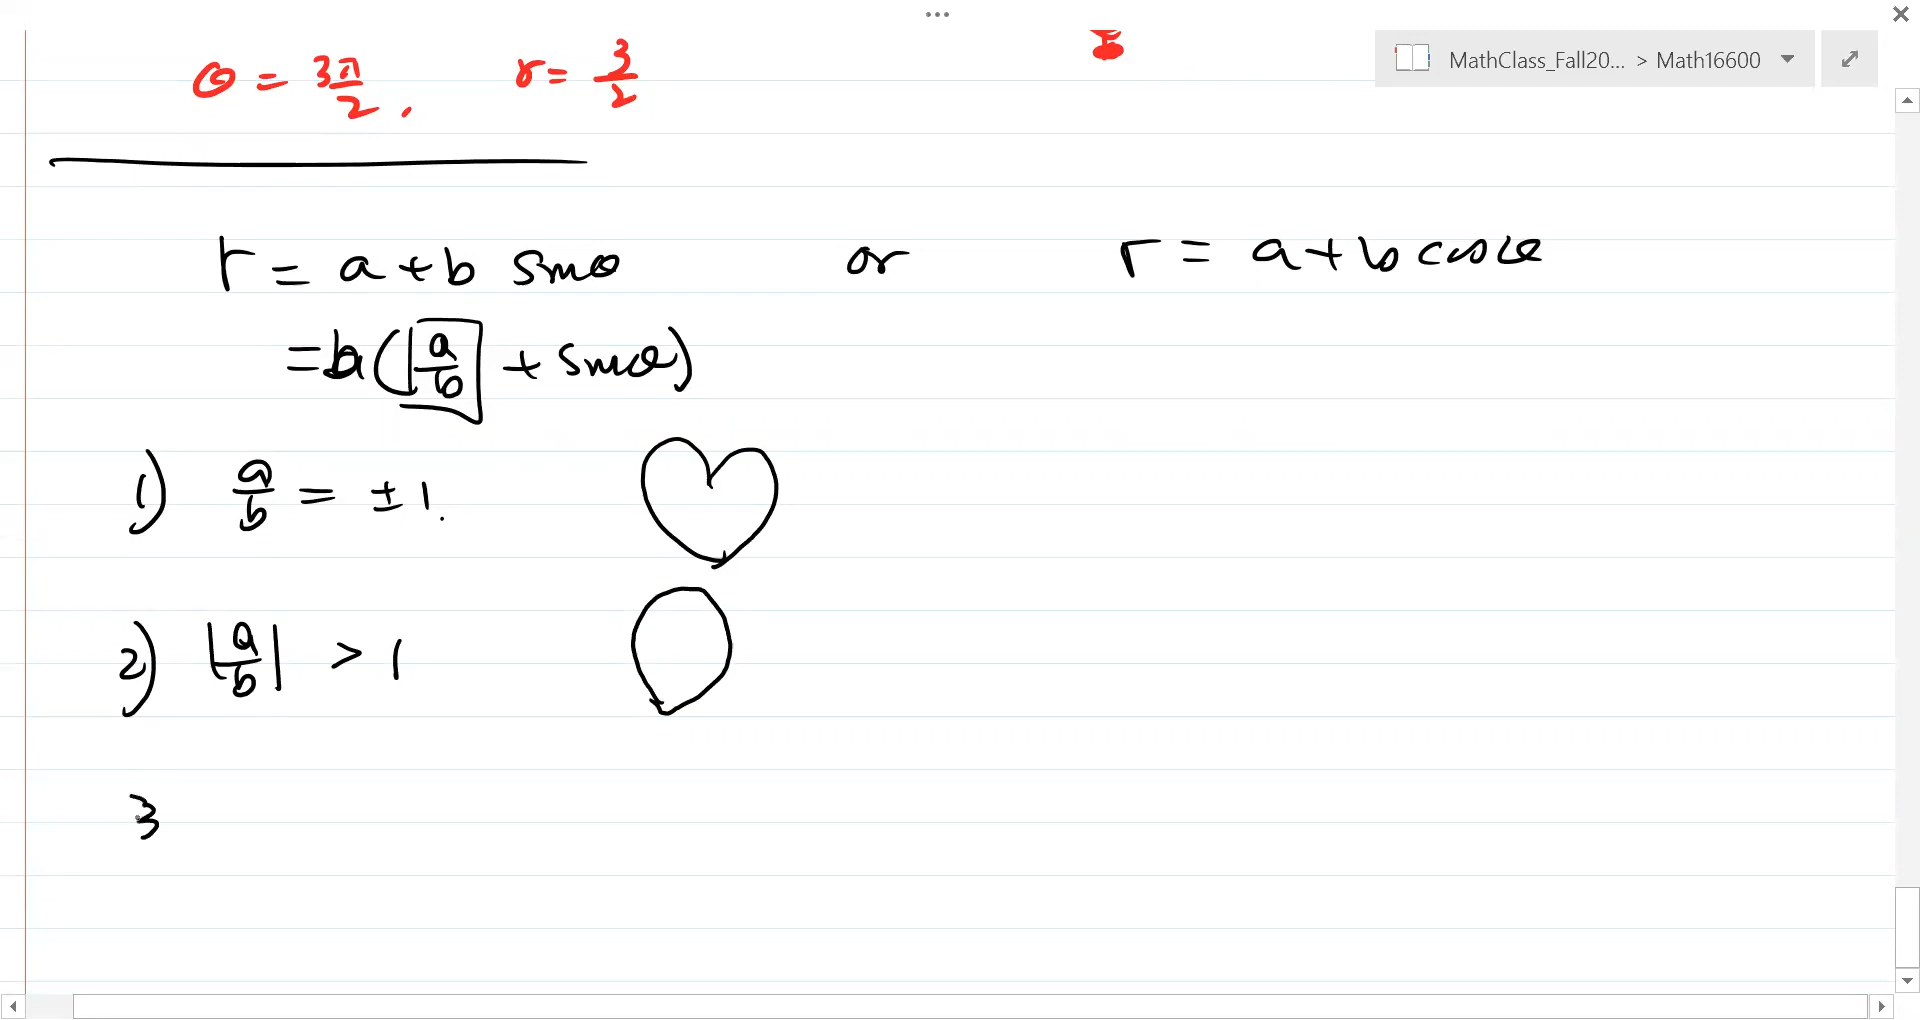 ...
MathClass_Fall20... > Math16600
θ = 3π/2 , r = 3/2
r = a + b sinθ or r = a + b cosθ
= b ( a/b + sinθ )
1) a/b = ± 1.
2) |a/b| > 1
3